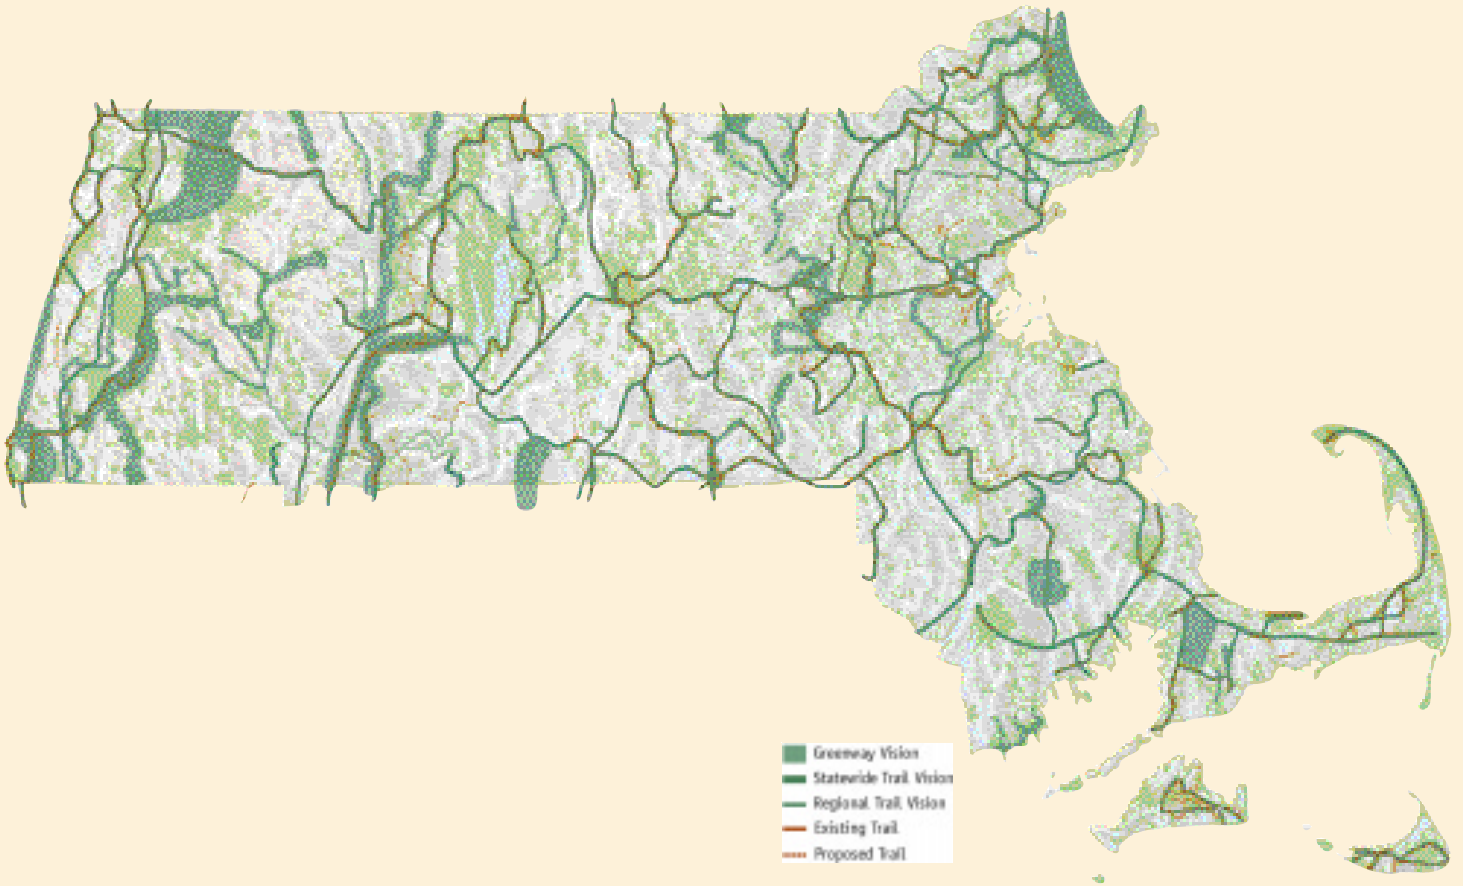 Greenway Vision
Statewide Trail Vision
Regional Trail Vision
Existing Trail
Proposed Trail